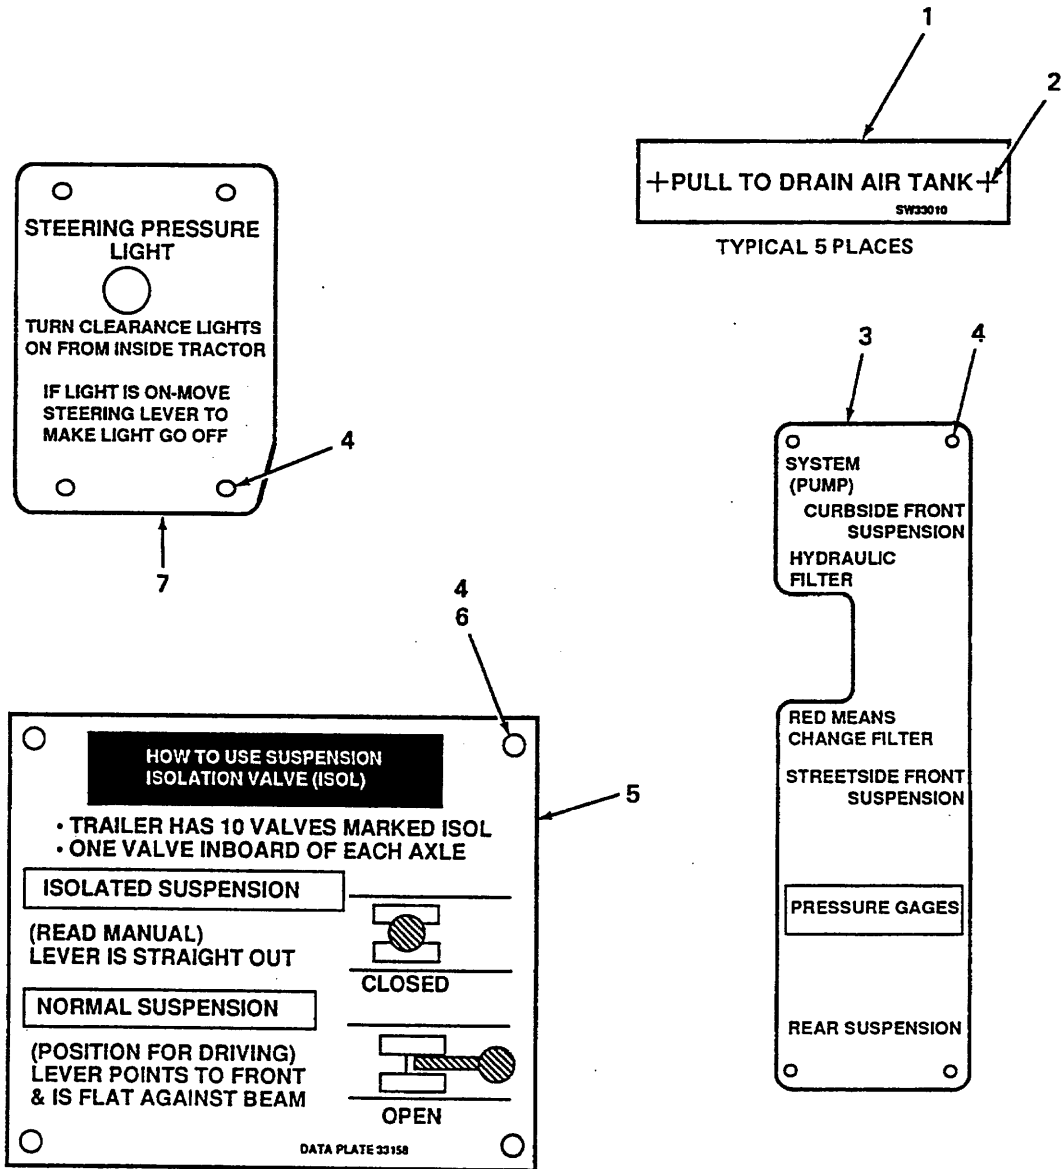 1
2
+PULL TO DRAIN AIR TANK+
SW33010
TYPICAL 5 PLACES
STEERING PRESSURE
LIGHT
TURN CLEARANCE LIGHTS
ON FROM INSIDE TRACTOR
IF LIGHT IS ON-MOVE
STEERING LEVER TO
MAKE LIGHT GO OFF
4
7
3
4
SYSTEM
(PUMP)
CURBSIDE FRONT
SUSPENSION
HYDRAULIC
FILTER
RED MEANS
CHANGE FILTER
STREETSIDE FRONT
SUSPENSION
PRESSURE GAGES
REAR SUSPENSION
4
6
5
HOW TO USE SUSPENSION
ISOLATION VALVE (ISOL)
• TRAILER HAS 10 VALVES MARKED ISOL
• ONE VALVE INBOARD OF EACH AXLE
ISOLATED SUSPENSION
(READ MANUAL)
LEVER IS STRAIGHT OUT
CLOSED
NORMAL SUSPENSION
(POSITION FOR DRIVING)
LEVER POINTS TO FRONT
& IS FLAT AGAINST BEAM
OPEN
DATA PLATE 33158